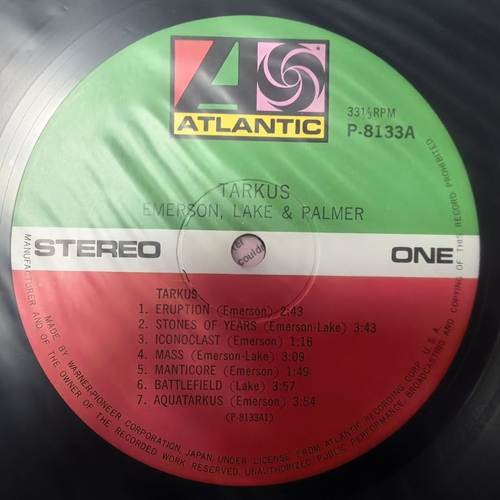 ATLANTIC
33⅓RPM
P-8133A
TARKUS
EMERSON, LAKE & PALMER
STEREO
ONE
TARKUS
1. ERUPTION (Emerson) 2:43
2. STONES OF YEARS (Emerson-Lake) 3:43
3. ICONOCLAST (Emerson) 1:16
4. MASS (Emerson-Lake) 3:09
5. MANTICORE (Emerson) 1:49
6. BATTLEFIELD (Lake) 3:57
7. AQUATARKUS (Emerson) 3:54
(P-8133A1)
MADE BY WARNER-PIONEER CORPORATION, JAPAN, UNDER LICENSE FROM ATLANTIC RECORDING CORP. U.S.A.
MANUFACTURER AND OF THE OWNER OF THE RECORDED WORK RESERVED. UNAUTHORIZED PUBLIC PERFORMANCE, BROADCASTING AND COPYING OF THIS RECORD PROHIBITED
couldn